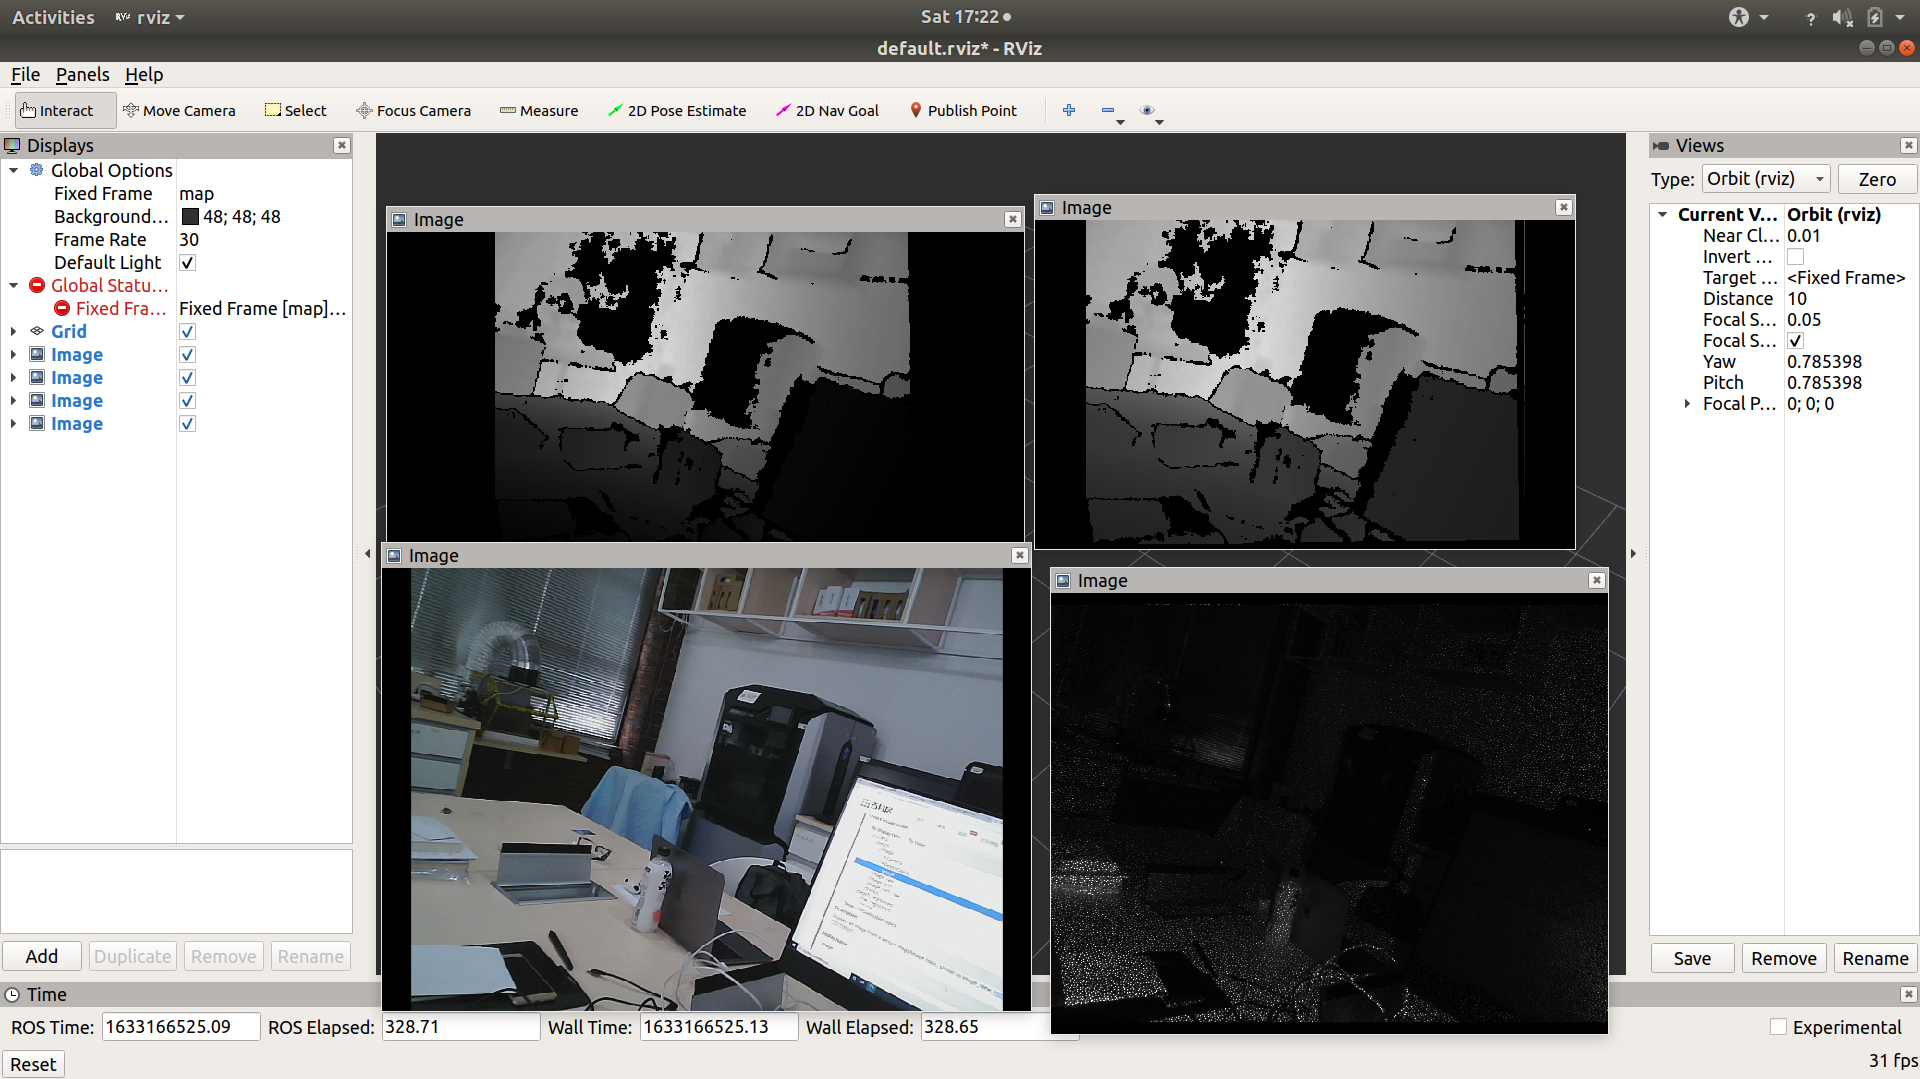 Activities
rviz
Sat 17:22
default.rviz* - RViz
File Panels Help
Interact
Move Camera
Select
Focus Camera
Measure
2D Pose Estimate
2D Nav Goal
Publish Point
Displays
Global Options
Fixed Frame map
Background... 48; 48; 48
Frame Rate 30
Default Light
Global Statu...
Fixed Fra... Fixed Frame [map]...
Grid
Image
Image
Image
Image
Add
Duplicate
Remove
Rename
Image
Image
Image
Image
Views
Type: Orbit (rviz) Zero
Current V... Orbit (rviz)
Near Cl... 0.01
Invert ...
Target ... <Fixed Frame>
Distance 10
Focal S... 0.05
Focal S...
Yaw 0.785398
Pitch 0.785398
Focal P... 0; 0; 0
Save
Remove
Rename
Time
ROS Time: 1633166525.09 ROS Elapsed: 328.71 Wall Time: 1633166525.13 Wall Elapsed: 328.65
Experimental
Reset
31 fps